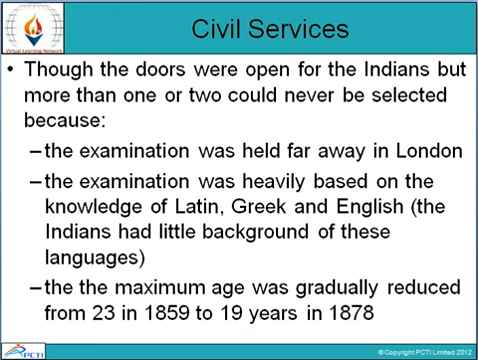 Civil Services
Virtual Learning Network
• Though the doors were open for the Indians but
more than one or two could never be selected
because:
–the examination was held far away in London
–the examination was heavily based on the
knowledge of Latin, Greek and English (the
Indians had little background of these
languages)
–the the maximum age was gradually reduced
from 23 in 1859 to 19 years in 1878
PCTI
©Copyright PCTI Limited 2012